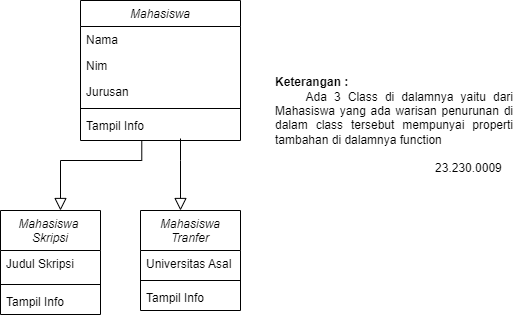 Mahasiswa
Nama
Nim
Jurusan
Tampil Info
Keterangan :
Ada 3 Class di dalamnya yaitu dari
Mahasiswa yang ada warisan penurunan di
dalam class tersebut mempunyai properti
tambahan di dalamnya function
23.230.0009
Mahasiswa
Skripsi
Judul Skripsi
Tampil Info
Mahasiswa
Tranfer
Universitas Asal
Tampil Info